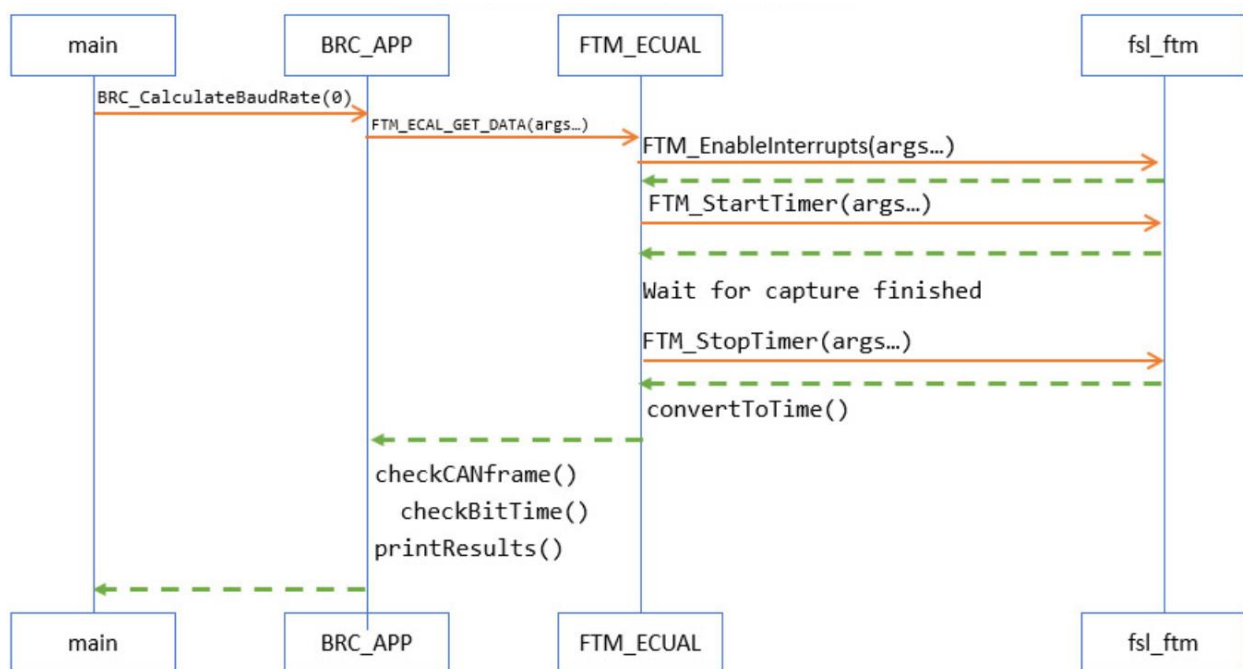 main
BRC_APP
FTM_ECUAL
fsl_ftm
BRC_CalculateBaudRate(0)
FTM_ECAL_GET_DATA(args…)
FTM_EnableInterrupts(args…)
FTM_StartTimer(args…)
Wait for capture finished
FTM_StopTimer(args…)
convertToTime()
checkCANframe()
checkBitTime()
printResults()
main
BRC_APP
FTM_ECUAL
fsl_ftm